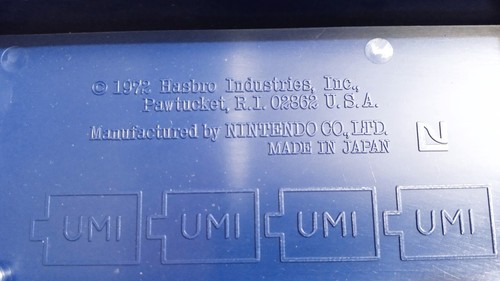 © 1972 Hasbro Industries, Inc.,
Pawtucket, R.I. 02862 U.S.A.
Manufactured by NINTENDO CO., LTD.
MADE IN JAPAN
UMI UMI UMI UMI